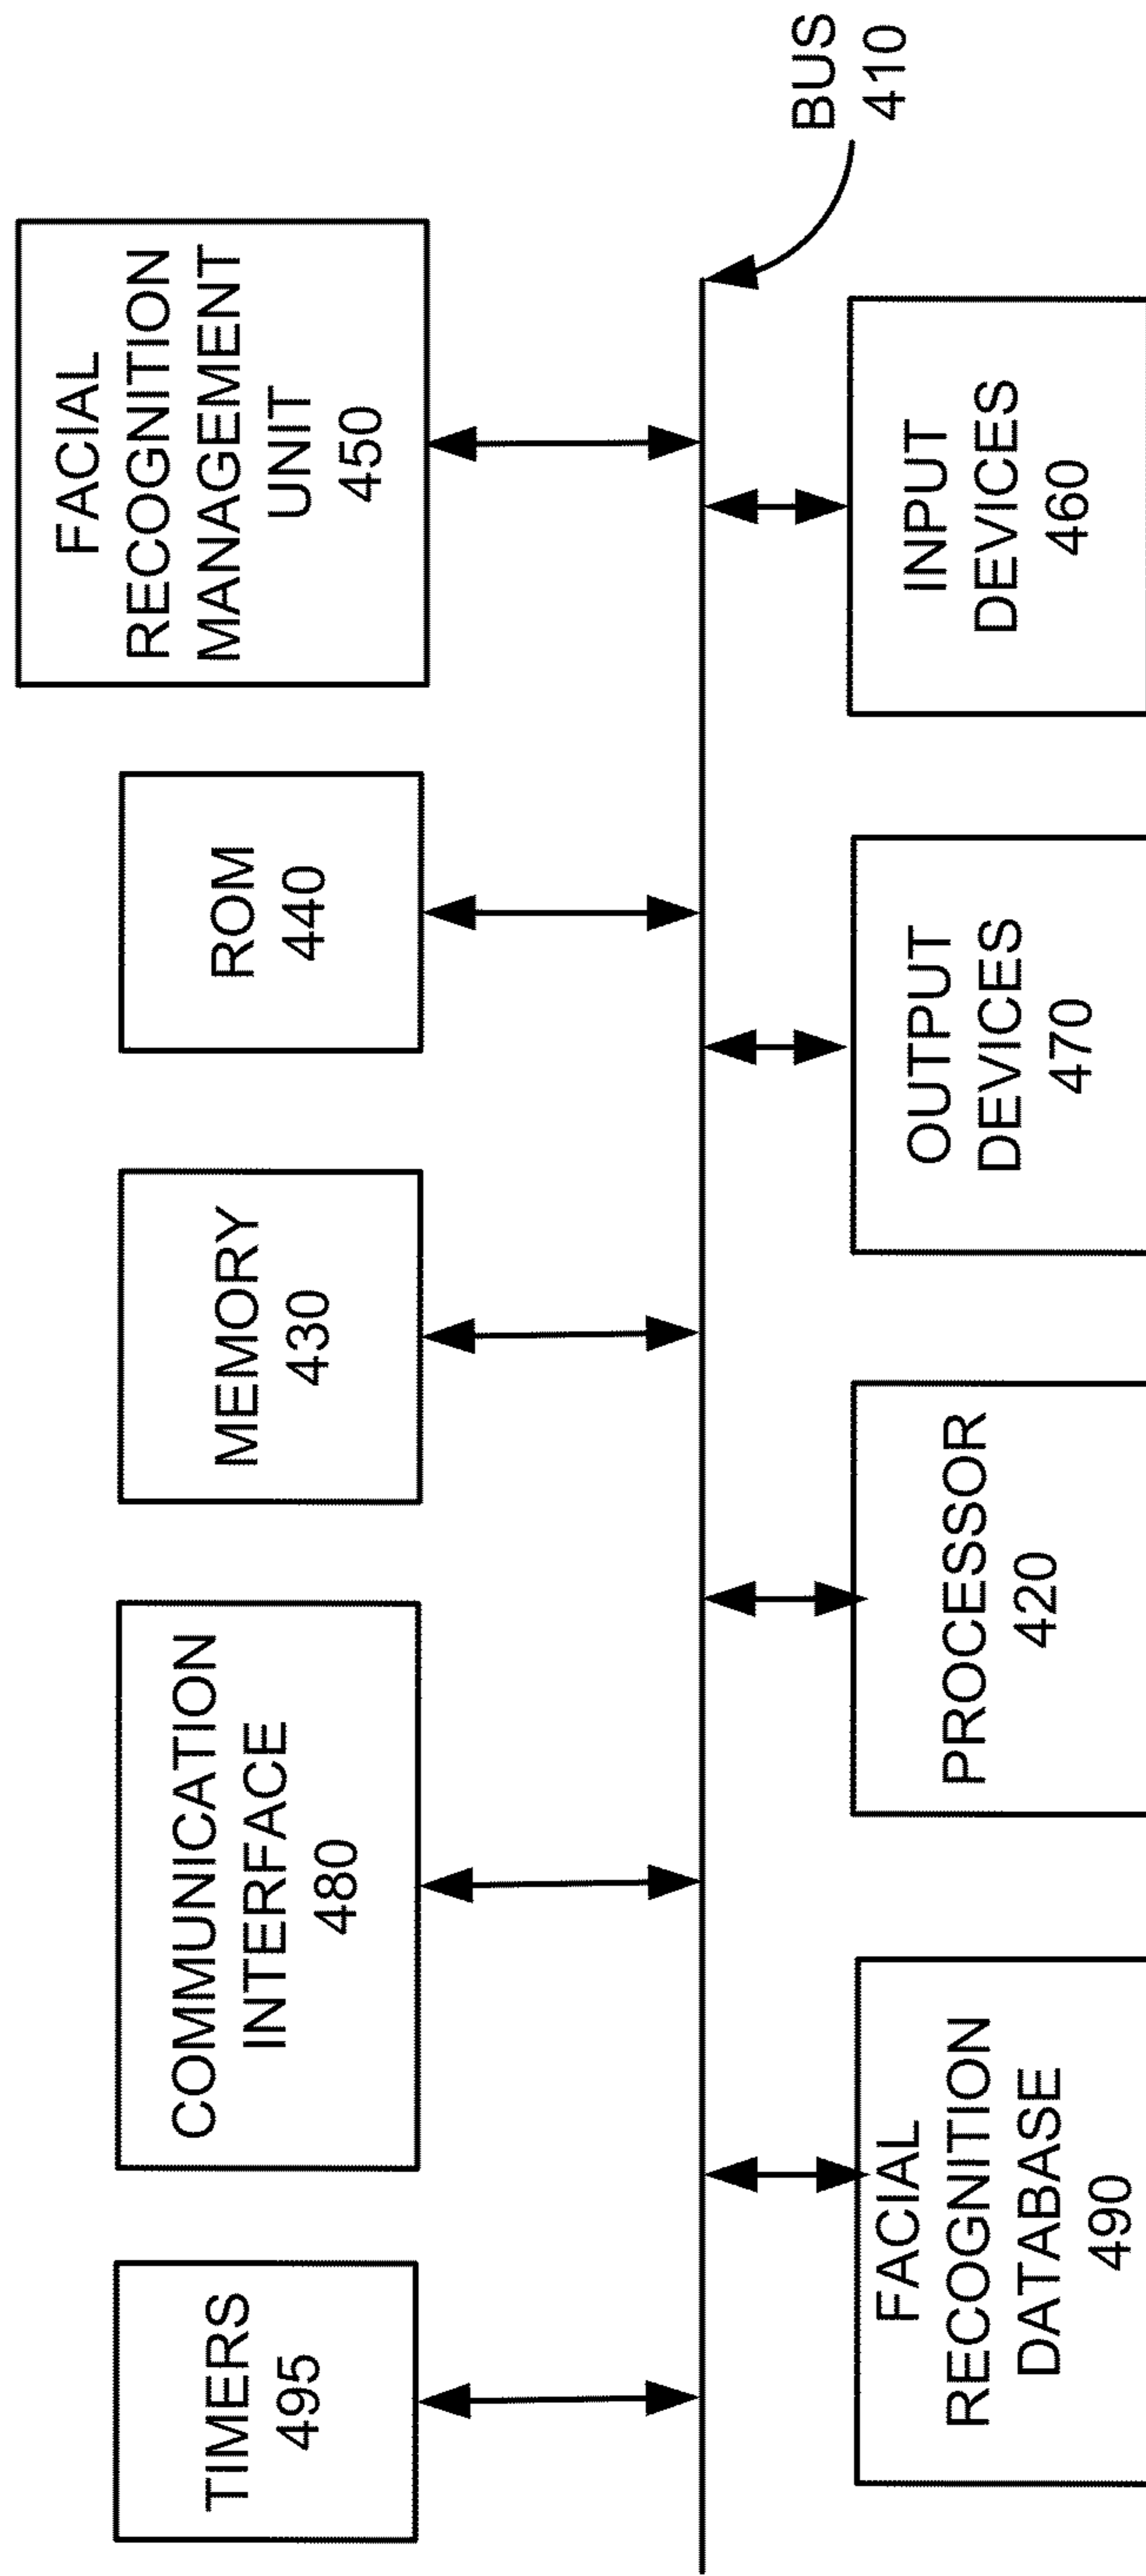 TIMERS
495
COMMUNICATION
INTERFACE
480
MEMORY
430
ROM
440
FACIAL
RECOGNITION
MANAGEMENT
UNIT
450
BUS
410
FACIAL
RECOGNITION
DATABASE
490
PROCESSOR
420
OUTPUT
DEVICES
470
INPUT
DEVICES
460